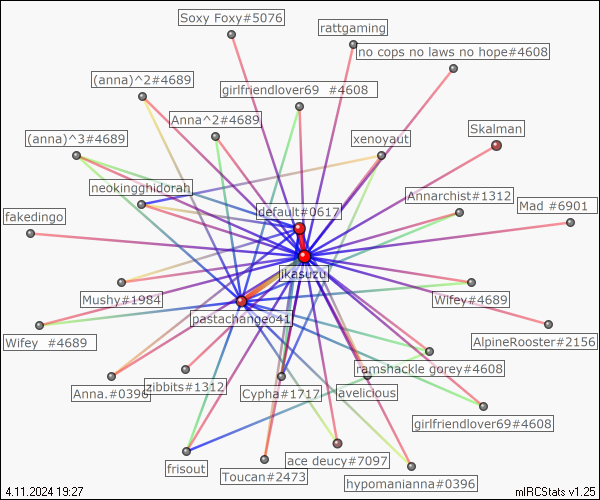 Soxy Foxy#5076
rattgaming
no cops no laws no hope#4608
(anna)^2#4689
girlfriendlover69 #4608
Anna^2#4689
Skalman
(anna)^3#4689
xenoyaut
neokingghidorah
Annarchist#1312
Mad #6901
default#0617
fakedingo
jikasuzu
Mushy#1984
Wifey#4689
pastachangeo41
Wifey #4689
AlpineRooster#2156
ramshackle gorey#4608
zibbits#1312
Anna.#0396
Cypha#1717
avelicious
girlfriendlover69#4608
ace deucy#7097
frisout
Toucan#2473
hypomanianna#0396
4.11.2024 19:27
mIRCStats v1.25